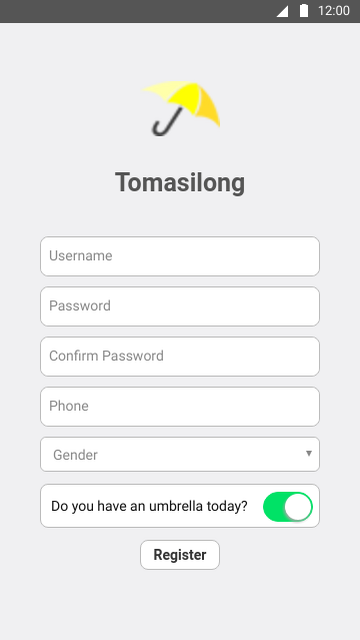 12:00
Tomasilong
Username
Password
Confirm Password
Phone
Gender
Do you have an umbrella today?
Register